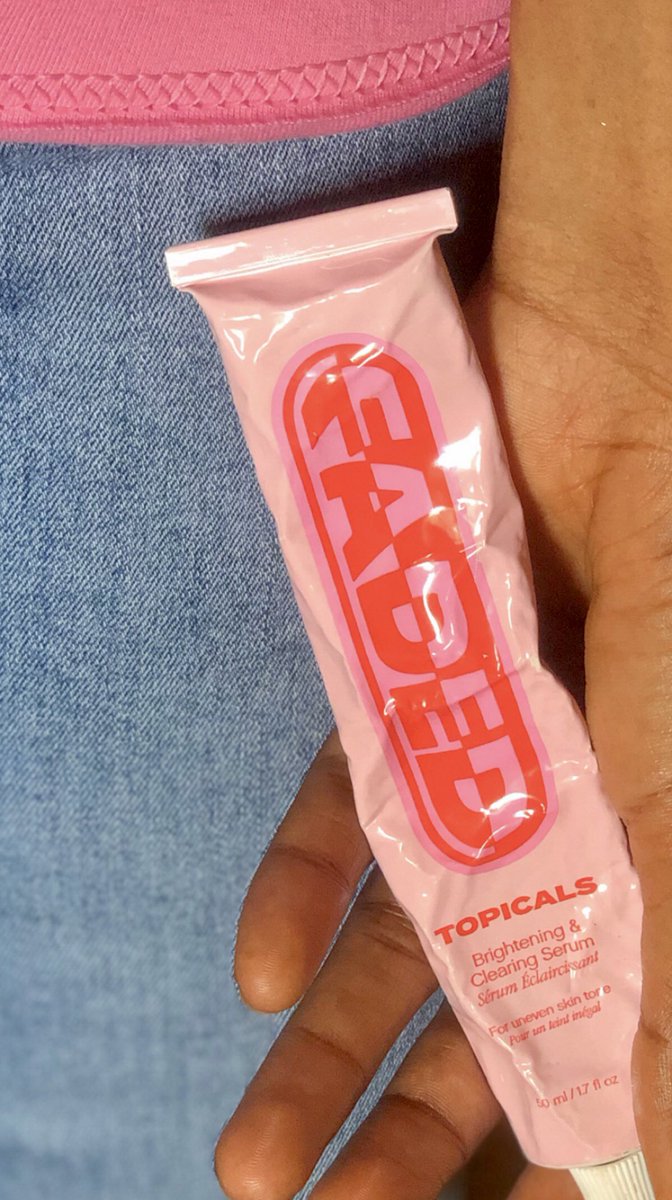 FADED
TOPICALS
Brightening &
Clearing Serum
Sérum Éclaircissant
For uneven skin tone
Pour un teint inégal
50 ml / 1.7 fl oz